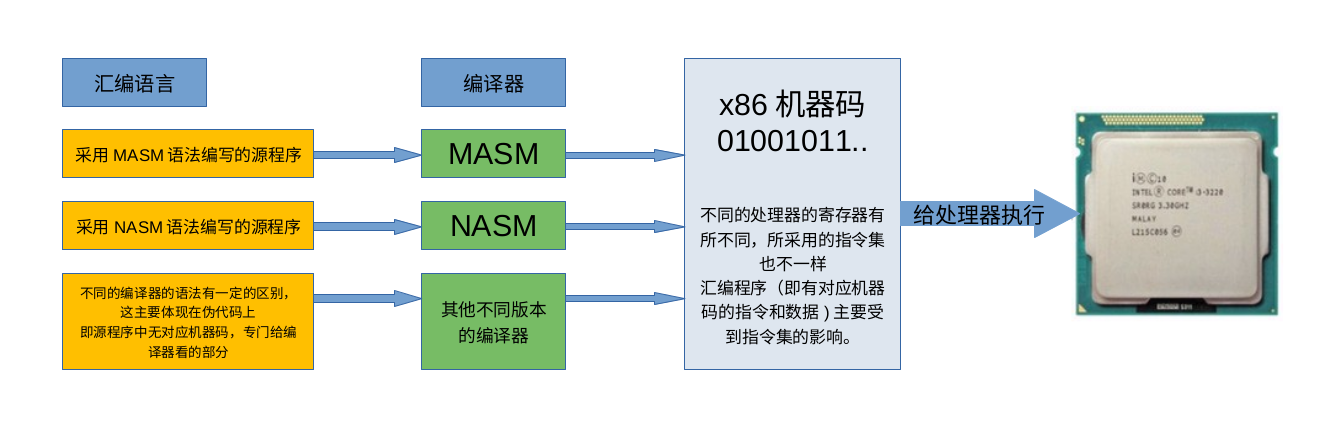 汇编语言
编译器
采用 MASM 语法编写的源程序
MASM
采用 NASM 语法编写的源程序
NASM
不同的编译器的语法有一定的区别，
这主要体现在伪代码上
即源程序中无对应机器码，专门给编
译器看的部分
其他不同版本
的编译器
x86 机器码
01001011..
不同的处理器的寄存器有
所不同，所采用的指令集
也不一样
汇编程序（即有对应机器
码的指令和数据 ) 主要受
到指令集的影响。
给处理器执行
INTEL CORE™ i3-3220
SR0RG 3.30GHZ
MALAY
L215C056